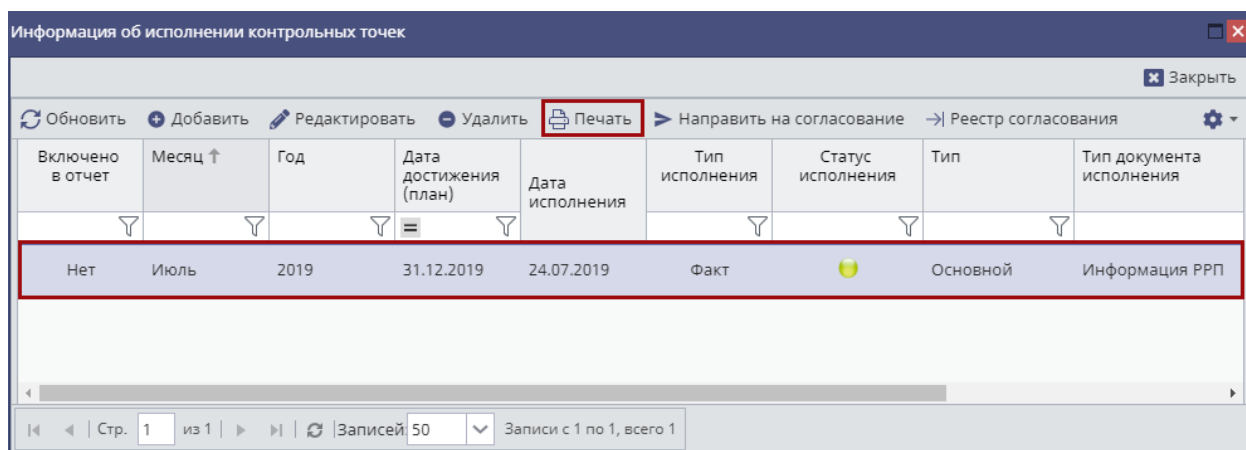 Информация об исполнении контрольных точек
Закрыть
Обновить Добавить Редактировать Удалить Печать Направить на согласование Реестр согласования
Включено в отчет Месяц Год Дата достижения (план) Дата исполнения Тип исполнения Статус исполнения Тип Тип документа исполнения
=
Нет Июль 2019 31.12.2019 24.07.2019 Факт Основной Информация РРП
Стр. 1 из 1 Записей: 50 Записи с 1 по 1, всего 1